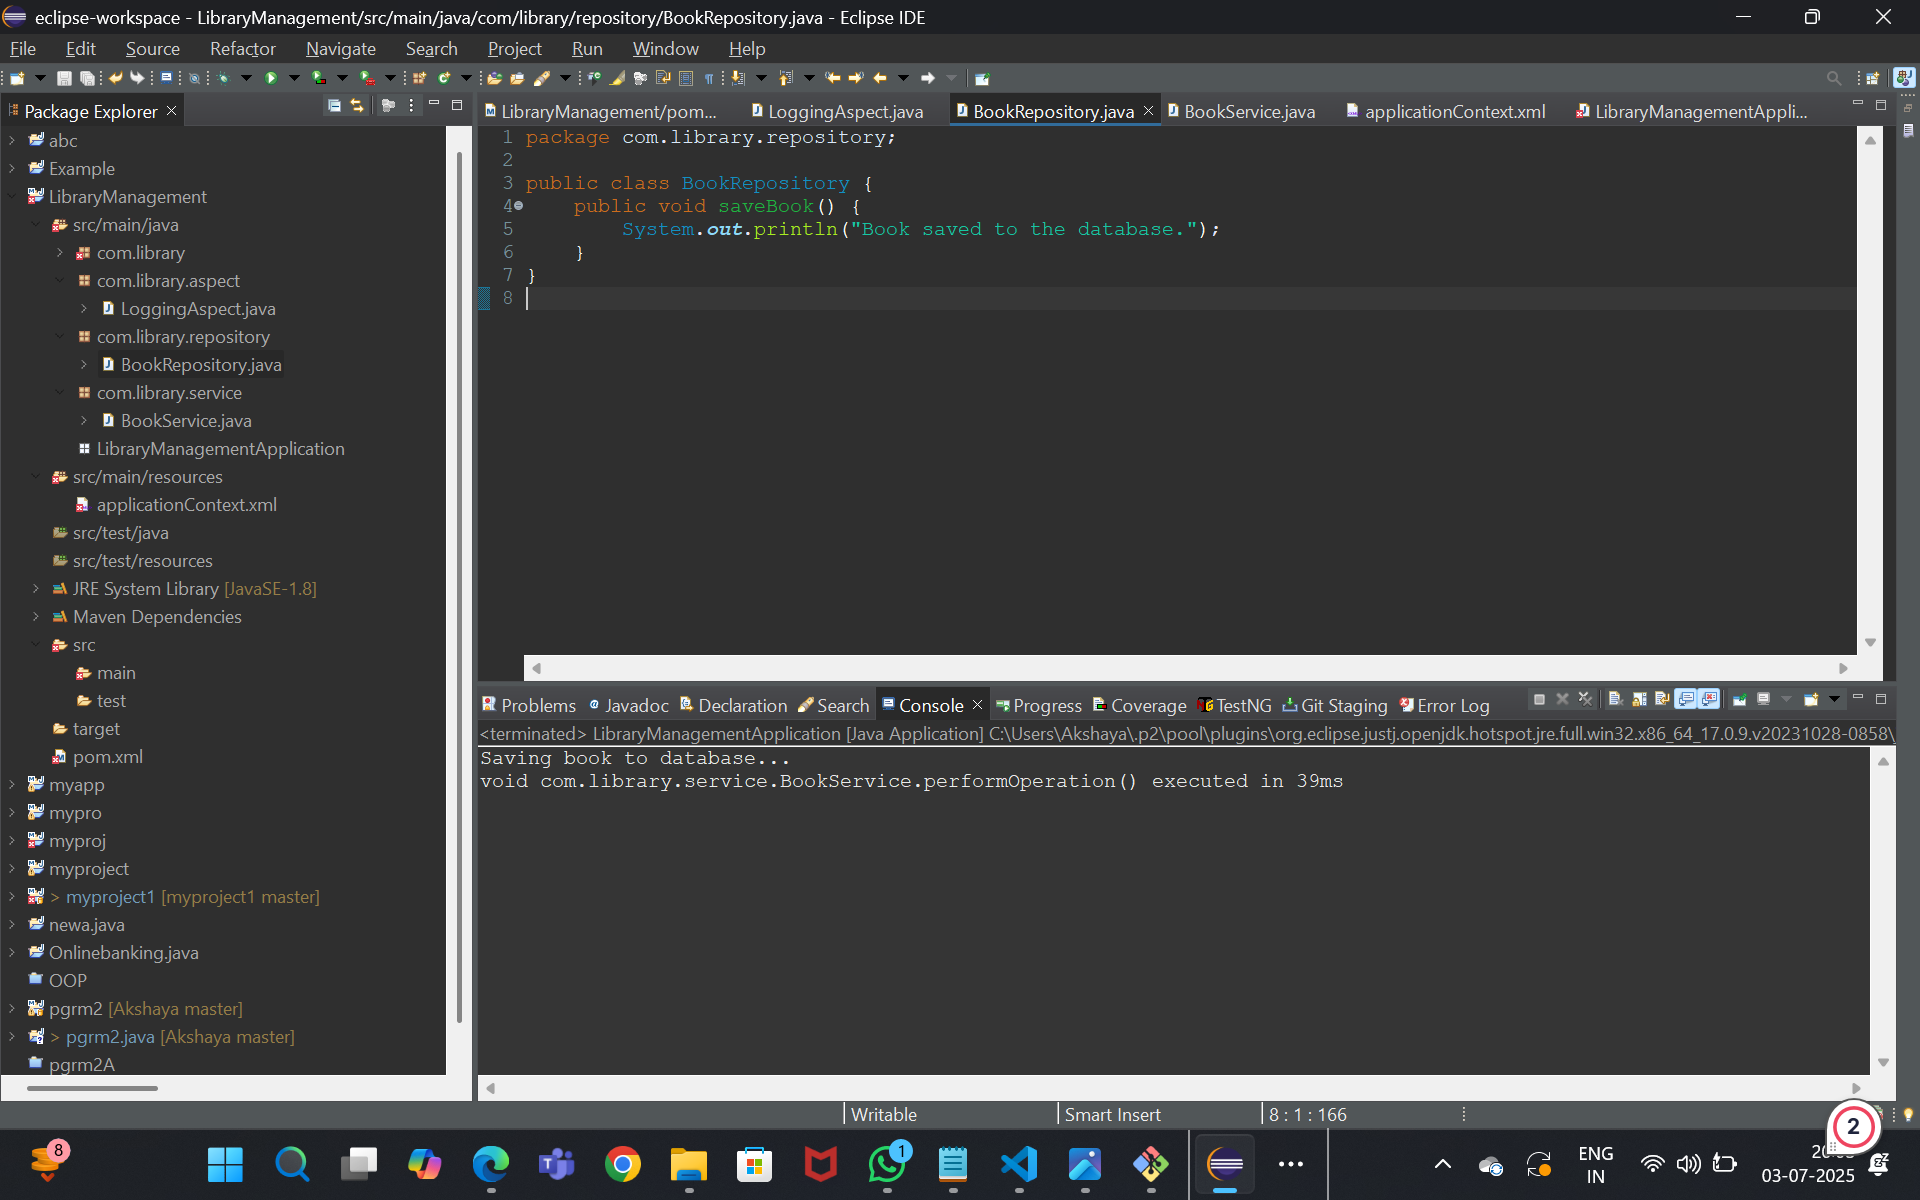 eclipse-workspace - LibraryManagement/src/main/java/com/library/repository/BookRepository.java - Eclipse IDE
File Edit Source Refactor Navigate Search Project Run Window Help
Package Explorer
abc
Example
LibraryManagement
src/main/java
com.library
com.library.aspect
LoggingAspect.java
com.library.repository
BookRepository.java
com.library.service
BookService.java
LibraryManagementApplication
src/main/resources
applicationContext.xml
src/test/java
src/test/resources
JRE System Library [JavaSE-1.8]
Maven Dependencies
src
main
test
target
pom.xml
myapp
mypro
myproj
myproject
> myproject1 [myproject1 master]
newa.java
Onlinebanking.java
OOP
pgrm2 [Akshaya master]
> pgrm2.java [Akshaya master]
pgrm2A
LibraryManagement/pom... LoggingAspect.java BookRepository.java BookService.java applicationContext.xml LibraryManagementAppli...
1 package com.library.repository;
2
3 public class BookRepository {
4 public void saveBook() {
5 System.out.println("Book saved to the database.");
6 }
7 }
8
Problems Javadoc Declaration Search Console Progress Coverage TestNG Git Staging Error Log
<terminated> LibraryManagementApplication [Java Application] C:\Users\Akshaya\.p2\pool\plugins\org.eclipse.justj.openjdk.hotspot.jre.full.win32.x86_64_17.0.9.v20231028-0858\
Saving book to database...
void com.library.service.BookService.performOperation() executed in 39ms
Writable Smart Insert 8 : 1 : 166
2
8
1
ENG
IN
03-07-2025